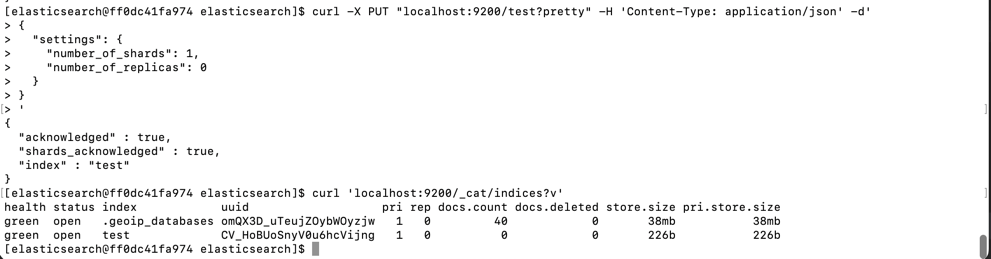 [[elasticsearch@ff0dc41fa974 elasticsearch]$ curl -X PUT "localhost:9200/test?pretty" -H 'Content-Type: application/json' -d'
> {
>   "settings": {
>     "number_of_shards": 1,
>     "number_of_replicas": 0
>   }
> }
[> '                                                                                                                        ]
{
  "acknowledged" : true,
  "shards_acknowledged" : true,
  "index" : "test"
}
[[elasticsearch@ff0dc41fa974 elasticsearch]$ curl 'localhost:9200/_cat/indices?v'                                          ]
health status index            uuid                   pri rep docs.count docs.deleted store.size pri.store.size
green  open   .geoip_databases omQX3D_uTeujZOybWOyzjw   1   0         40            0       38mb           38mb
green  open   test             CV_HoBUoSnyV0u6hcVijng   1   0          0            0       226b           226b
[elasticsearch@ff0dc41fa974 elasticsearch]$